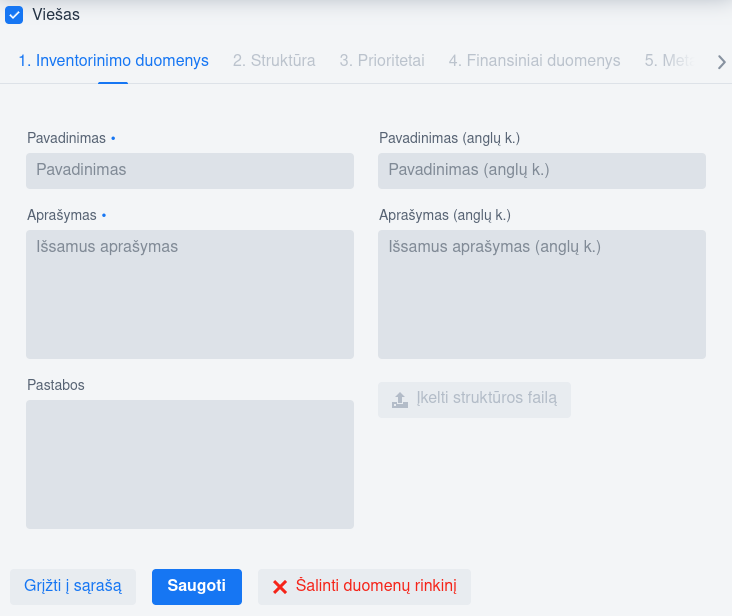 Viešas
1. Inventorinimo duomenys 2. Struktūra 3. Prioritetai 4. Finansiniai duomenys 5.
Pavadinimas • Pavadinimas (anglų k.)
Pavadinimas Pavadinimas (anglų k.)
Aprašymas • Aprašymas (anglų k.)
Išsamus aprašymas Išsamus aprašymas (anglų k.)
Pastabos
Įkelti struktūros failą
Grįžti į sąrašą Saugoti Šalinti duomenų rinkinį